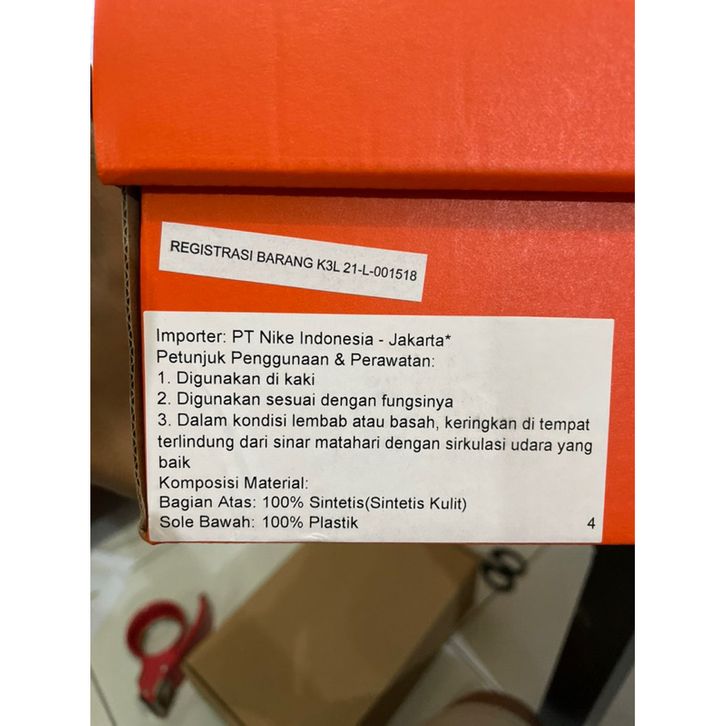 REGISTRASI BARANG K3L 21-L-001518
Importer: PT Nike Indonesia - Jakarta*
Petunjuk Penggunaan & Perawatan:
1. Digunakan di kaki
2. Digunakan sesuai dengan fungsinya
3. Dalam kondisi lembab atau basah, keringkan di tempat
terlindung dari sinar matahari dengan sirkulasi udara yang
baik
Komposisi Material:
Bagian Atas: 100% Sintetis(Sintetis Kulit)
Sole Bawah: 100% Plastik
4